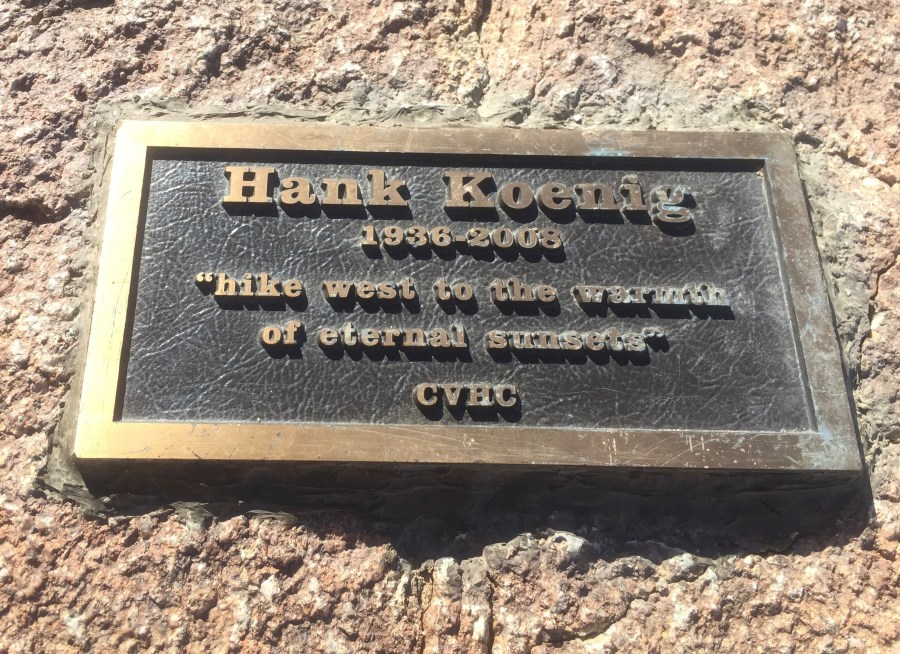 Hank Koenig
1936-2008
“hike west to the warmth
of eternal sunsets”
CVHC